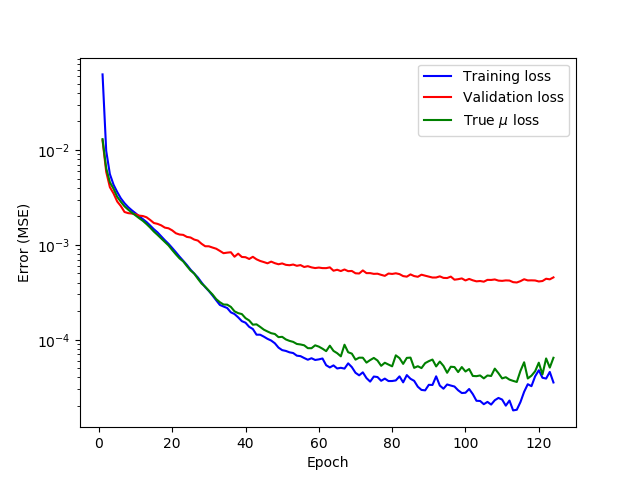 Training loss
Validation loss
True μ loss
Error (MSE)
10⁻²
10⁻³
10⁻⁴
0 20 40 60 80 100 120
Epoch